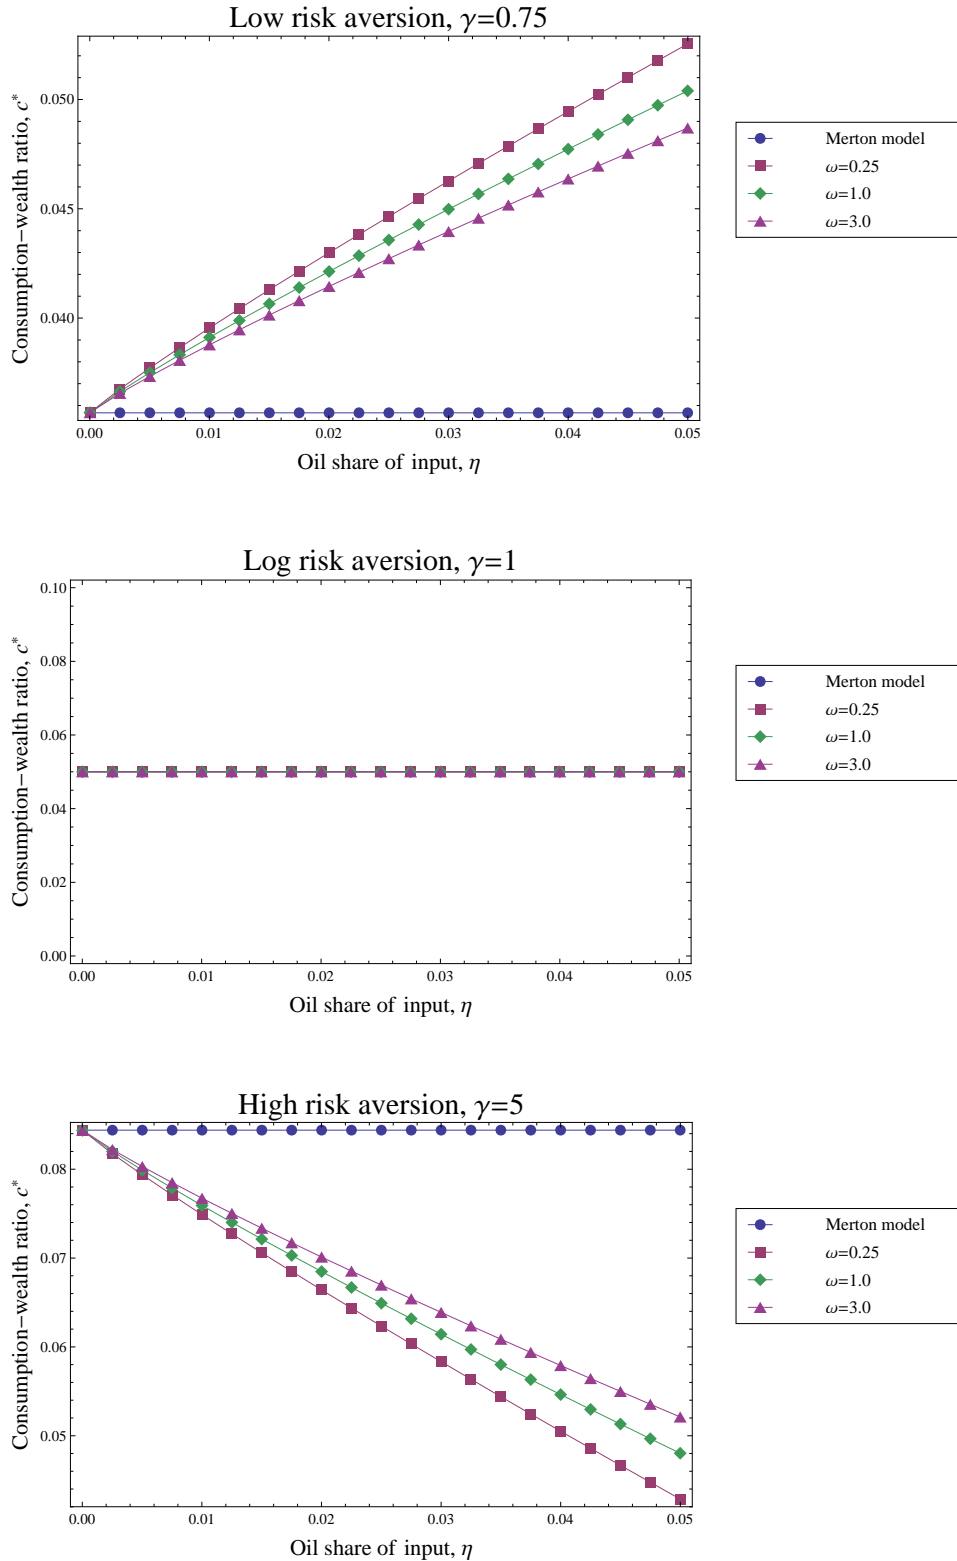 Low risk aversion, γ=0.75
Consumption−wealth ratio, c*
0.050
0.045
0.040
0.00 0.01 0.02 0.03 0.04 0.05
Oil share of input, η
Merton model
ω=0.25
ω=1.0
ω=3.0
Log risk aversion, γ=1
Consumption−wealth ratio, c*
0.10
0.08
0.06
0.04
0.02
0.00
0.00 0.01 0.02 0.03 0.04 0.05
Oil share of input, η
Merton model
ω=0.25
ω=1.0
ω=3.0
High risk aversion, γ=5
Consumption−wealth ratio, c*
0.08
0.07
0.06
0.05
0.00 0.01 0.02 0.03 0.04 0.05
Oil share of input, η
Merton model
ω=0.25
ω=1.0
ω=3.0